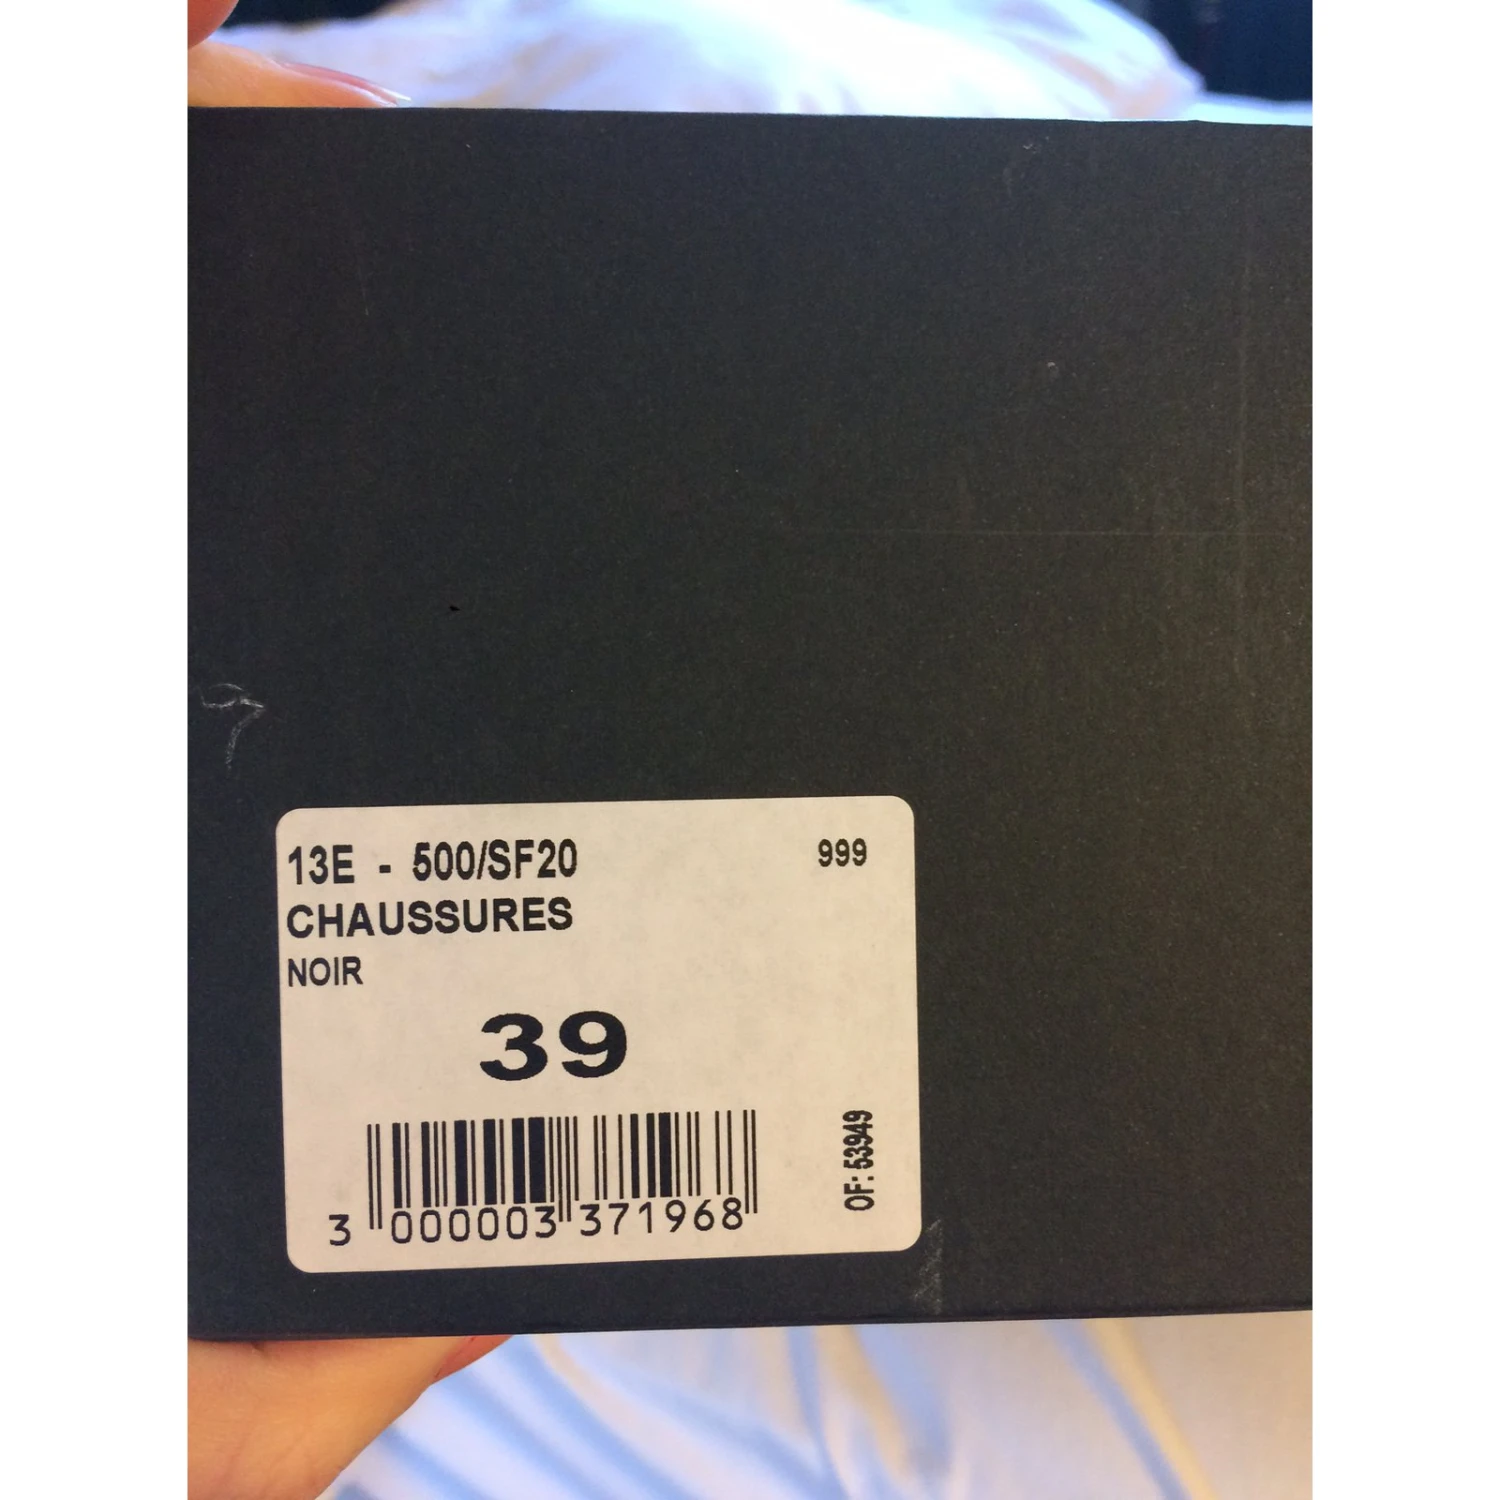 13E - 500/SF20 999
CHAUSSURES
NOIR
39
OF: 53949
3 000003 371968